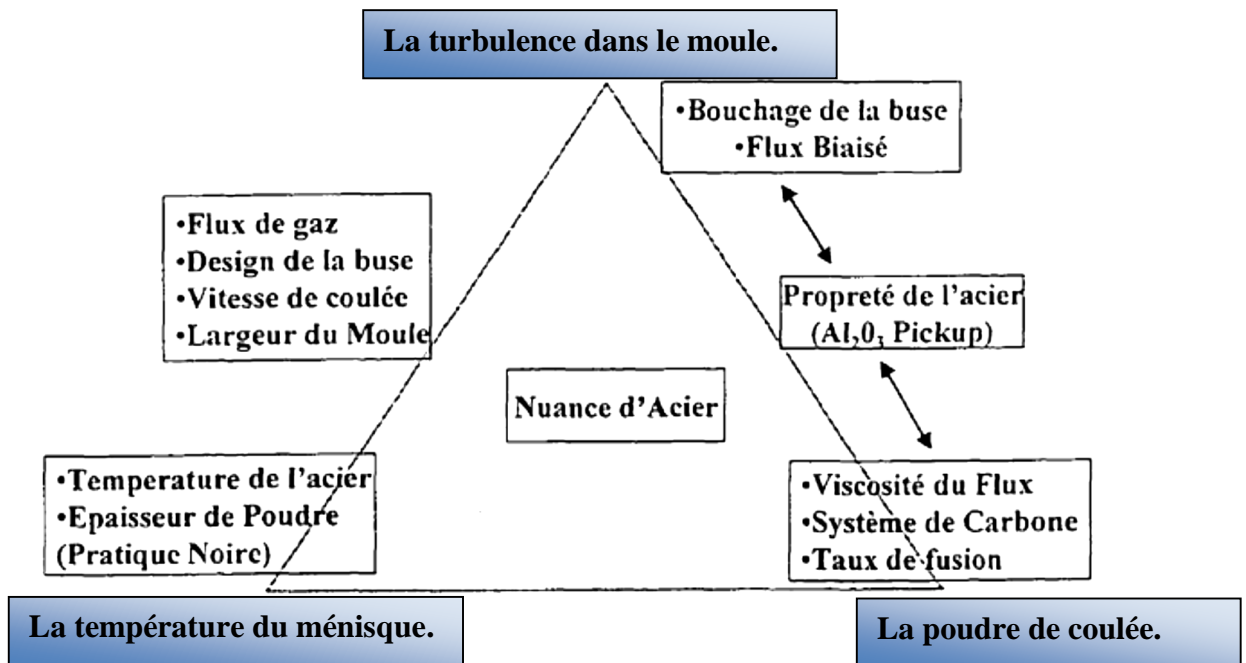 La turbulence dans le moule.
•Bouchage de la buse
•Flux Biaisé
•Flux de gaz
•Design de la buse
•Vitesse de coulée
•Largeur du Moule
Propreté de l'acier
(Al₂0₃ Pickup)
Nuance d'Acier
•Temperature de l'acier
•Epaisseur de Poudre
(Pratique Noire)
•Viscosité du Flux
•Système de Carbone
•Taux de fusion
La température du ménisque.
La poudre de coulée.